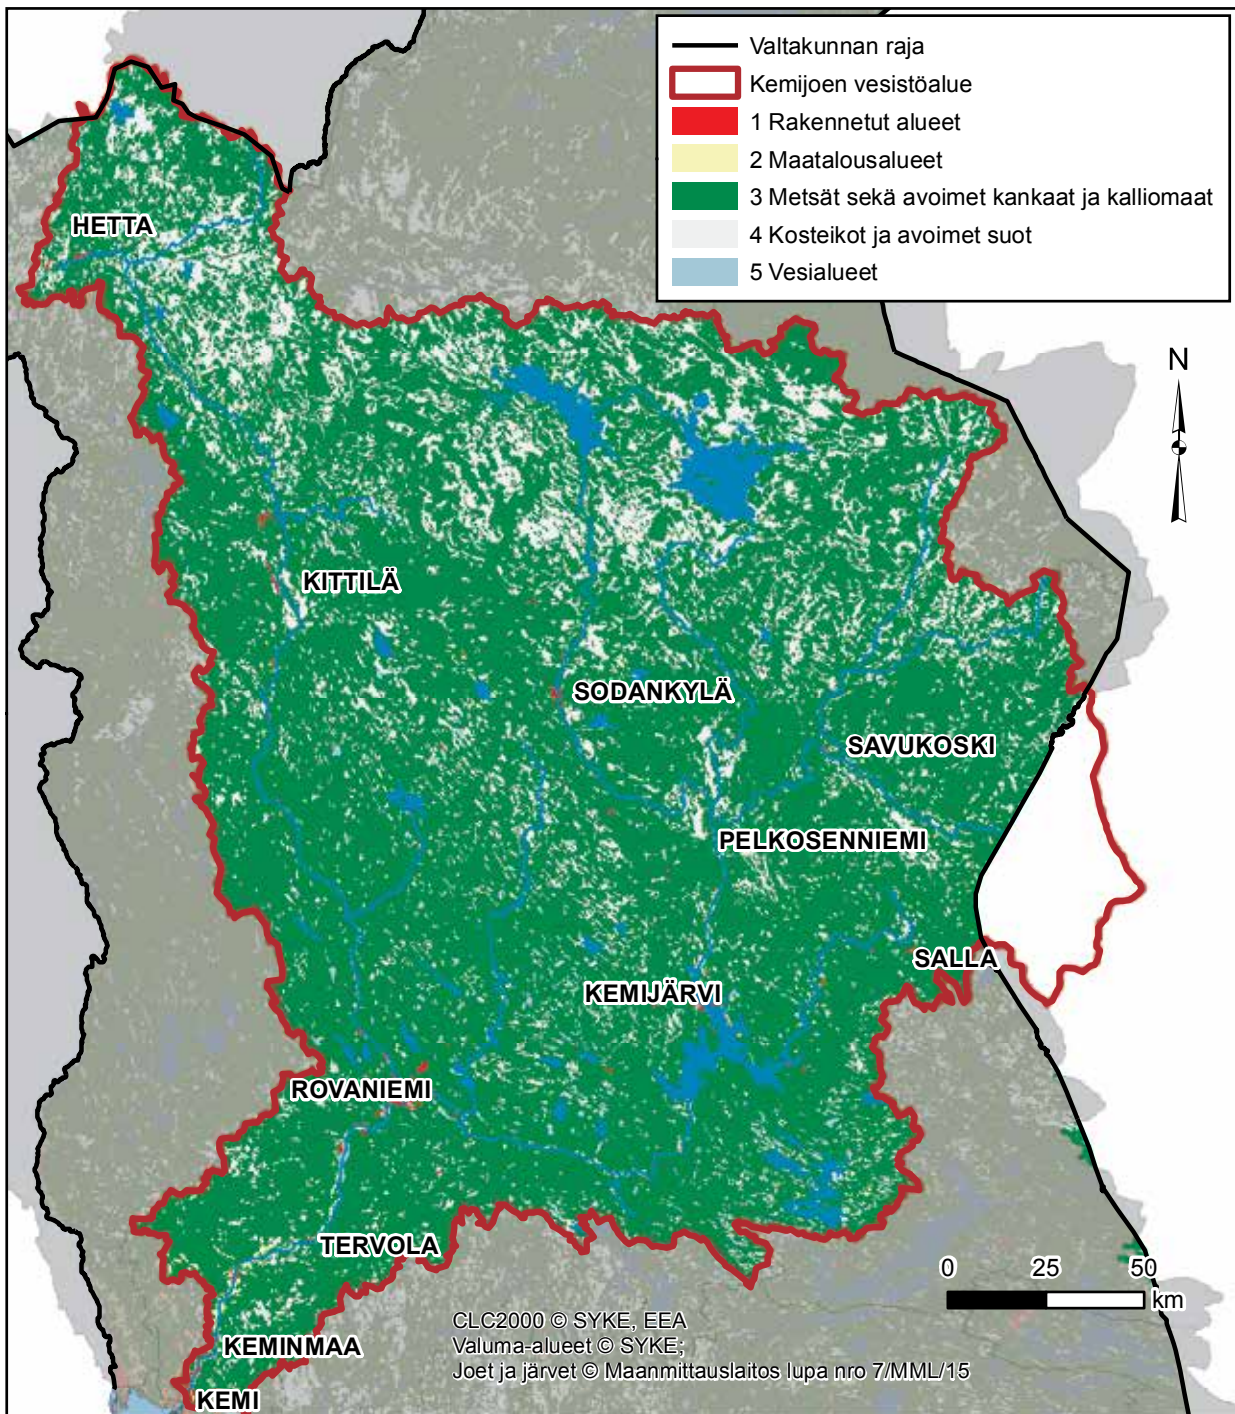 Valtakunnan raja
Kemijoen vesistöalue
1 Rakennetut alueet
2 Maatalousalueet
3 Metsät sekä avoimet kankaat ja kalliomaat
4 Kosteikot ja avoimet suot
5 Vesialueet
HETTA
N
KITTILÄ
SODANKYLÄ
SAVUKOSKI
PELKOSENNIEMI
SALLA
KEMIJÄRVI
ROVANIEMI
TERVOLA
0 25 50
km
KEMINMAA
KEMI
CLC2000 © SYKE, EEA
Valuma-alueet © SYKE;
Joet ja järvet © Maanmittauslaitos lupa nro 7/MML/15